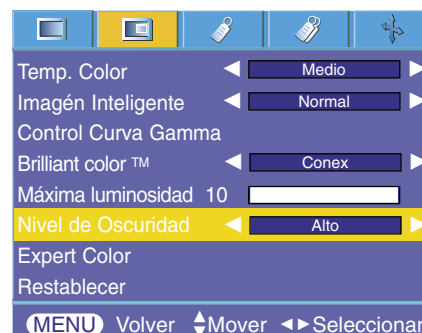 Temp. Color Medio
Imagén Inteligente Normal
Control Curva Gamma
Brilliant color ™ Conex
Máxima luminosidad 10
Nivel de Oscuridad Alto
Expert Color
Restablecer
MENU Volver Mover Seleccionar